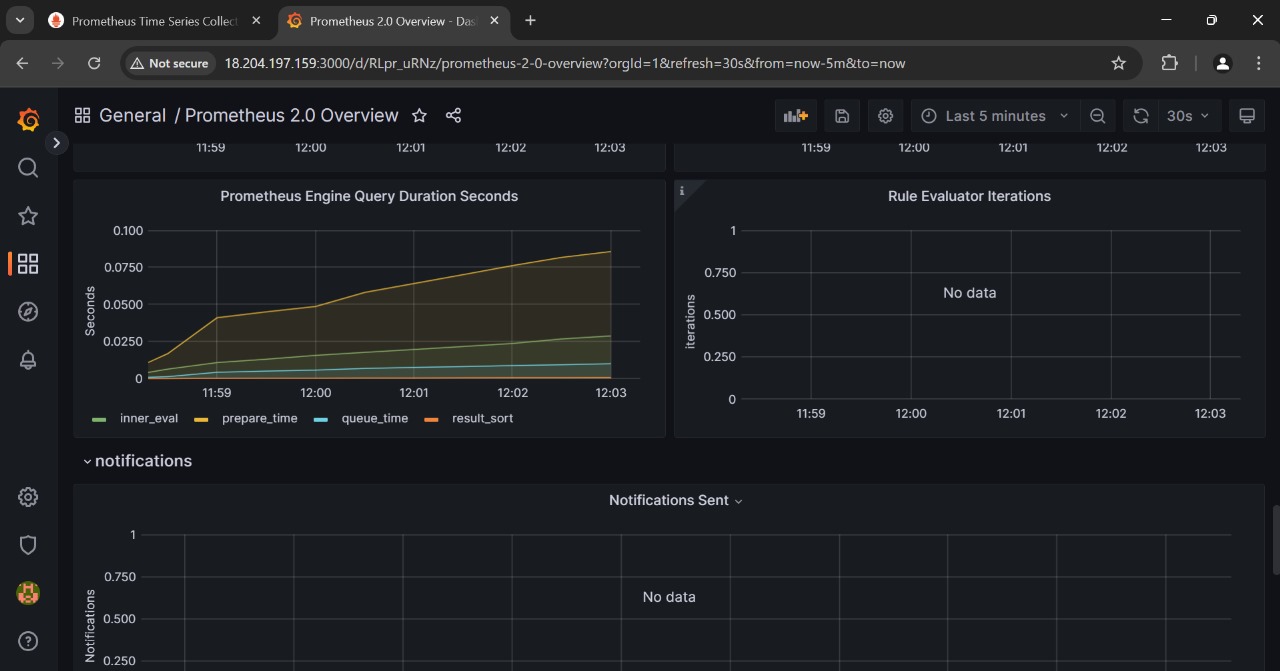 Prometheus Time Series Collect
Prometheus 2.0 Overview - Das
Not secure
18.204.197.159:3000/d/RLpr_uRNz/prometheus-2-0-overview?orgId=1&refresh=30s&from=now-5m&to=now
General / Prometheus 2.0 Overview
Last 5 minutes
30s
11:59 12:00 12:01 12:02 12:03
11:59 12:00 12:01 12:02 12:03
Prometheus Engine Query Duration Seconds
Seconds
0.100
0.0750
0.0500
0.0250
0
11:59 12:00 12:01 12:02 12:03
inner_eval prepare_time queue_time result_sort
i
Rule Evaluator Iterations
iterations
1
0.750
0.500
0.250
0
No data
11:59 12:00 12:01 12:02 12:03
notifications
Notifications Sent
Notifications
1
0.750
0.500
0.250
No data